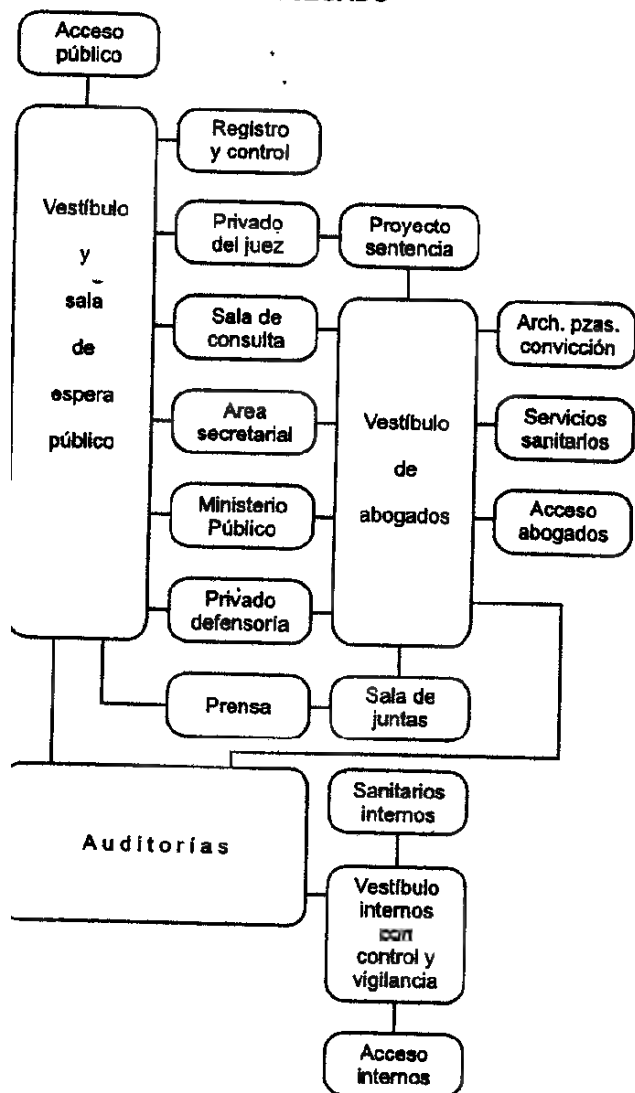 Acceso
público
Registro
y control
Vestíbulo
y
sala
de
espera
público
Privado
del juez
Proyecto
sentencia
Sala de
consulta
Arch. pzas.
convicción
Area
secretarial
Vestíbulo
de
abogados
Servicios
sanitarios
Ministerio
Público
Acceso
abogados
Privado
defensoría
Prensa
Sala de
juntas
Auditorías
Sanitarios
internos
Vestíbulo
internos
con
control y
vigilancia
Acceso
internos